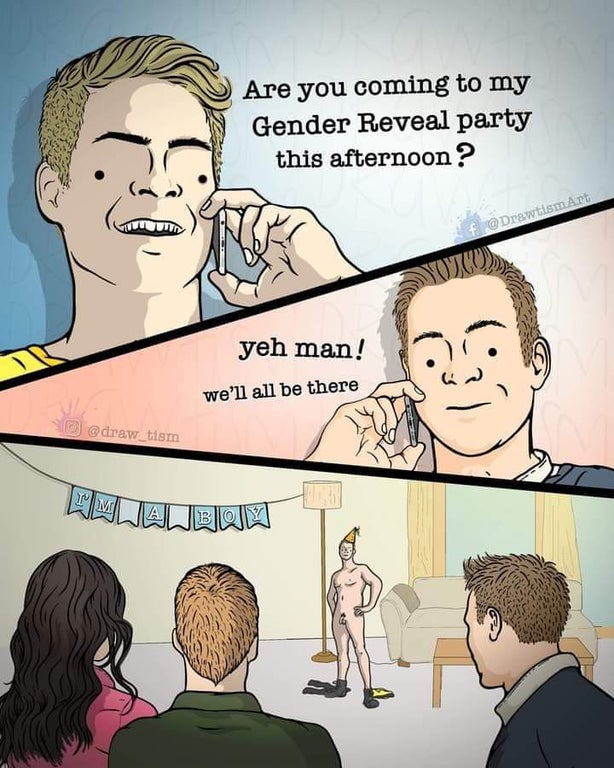 Are you coming to my
Gender Reveal party
this afternoon?
@DrawtismArt
yeh man!
we'll all be there
@draw_tism
I'M A BOY